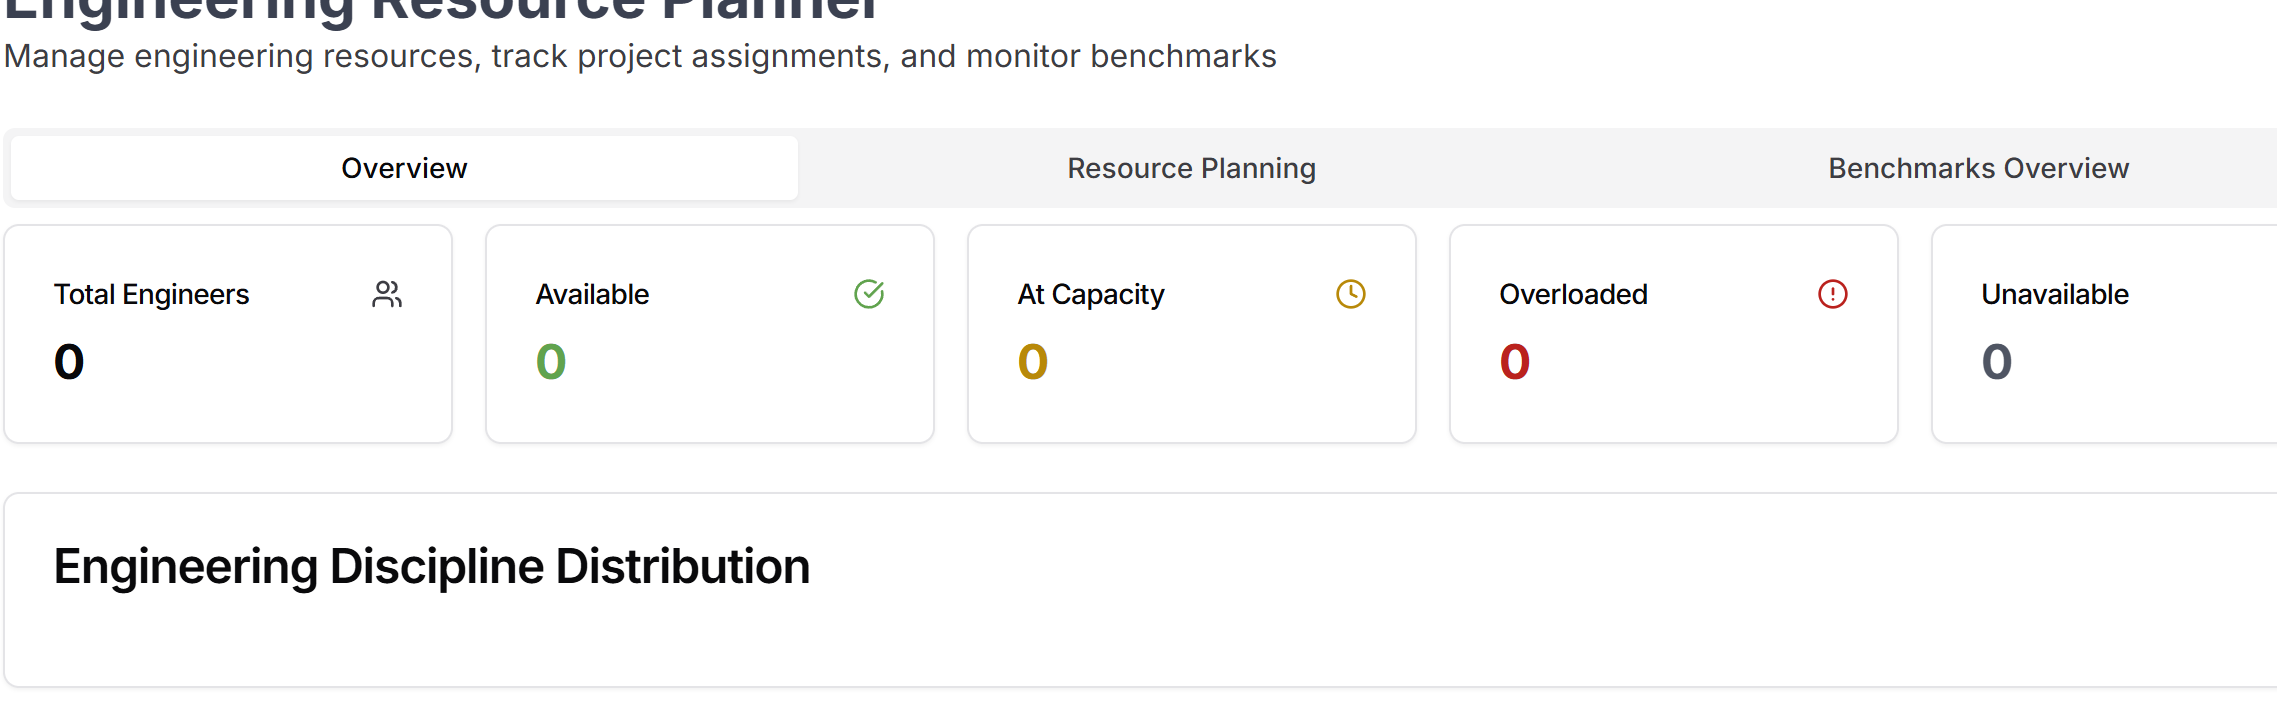 Engineering Resource Planner
Manage engineering resources, track project assignments, and monitor benchmarks
Overview
Resource Planning
Benchmarks Overview
Total Engineers
0
Available
0
At Capacity
0
Overloaded
0
Unavailable
0
Engineering Discipline Distribution